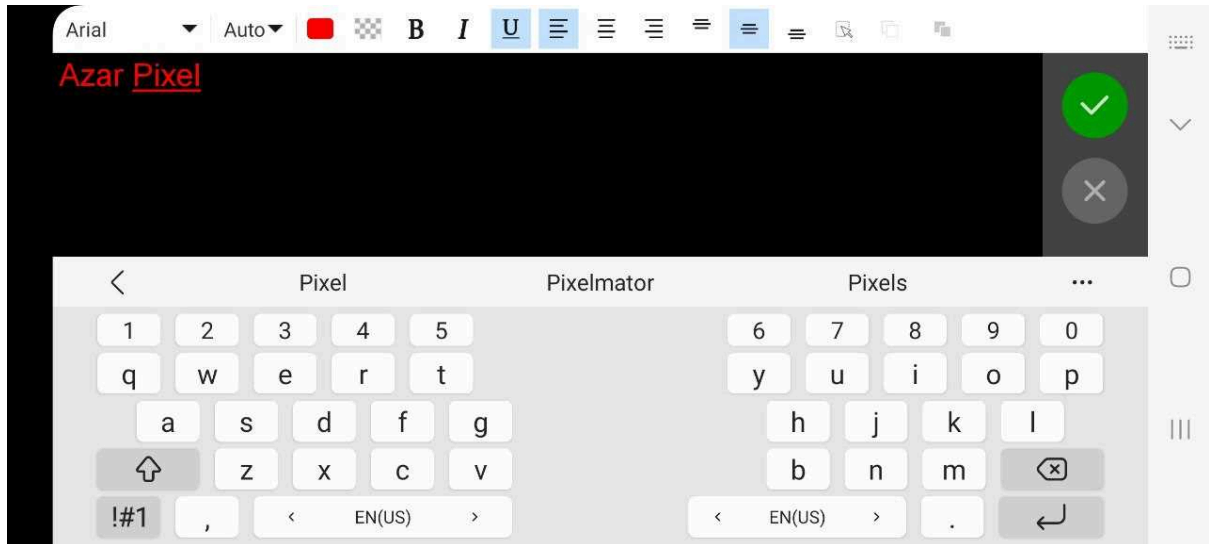 Arial Auto B I U
Azar Pixel
Pixel Pixelmator Pixels
1 2 3 4 5 6 7 8 9 0
q w e r t y u i o p
a s d f g h j k l
z x c v b n m
!#1 , EN(US) EN(US) .